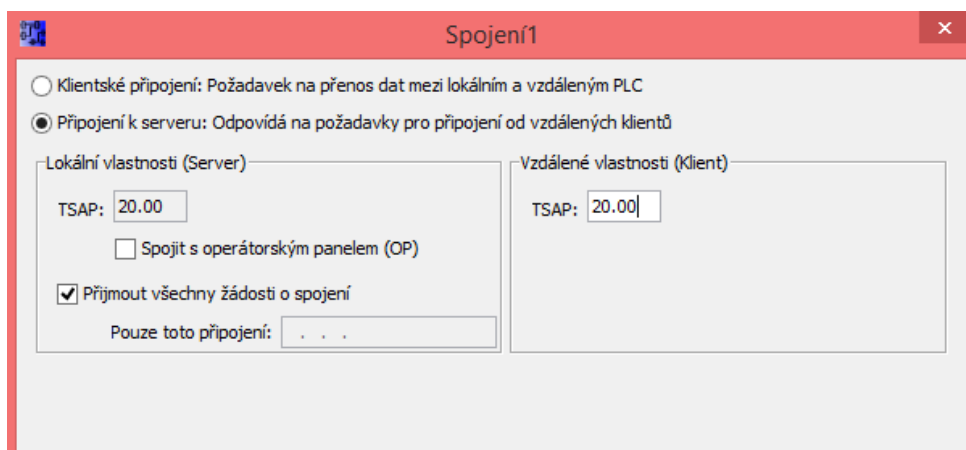 Spojení1
Klientské připojení: Požadavek na přenos dat mezi lokálním a vzdáleným PLC
Připojení k serveru: Odpovídá na požadavky pro připojení od vzdálených klientů
Lokální vlastnosti (Server)
TSAP: 20.00
Spojit s operátorským panelem (OP)
Přijmout všechny žádosti o spojení
Pouze toto připojení: . . .
Vzdálené vlastnosti (Klient)
TSAP: 20.00